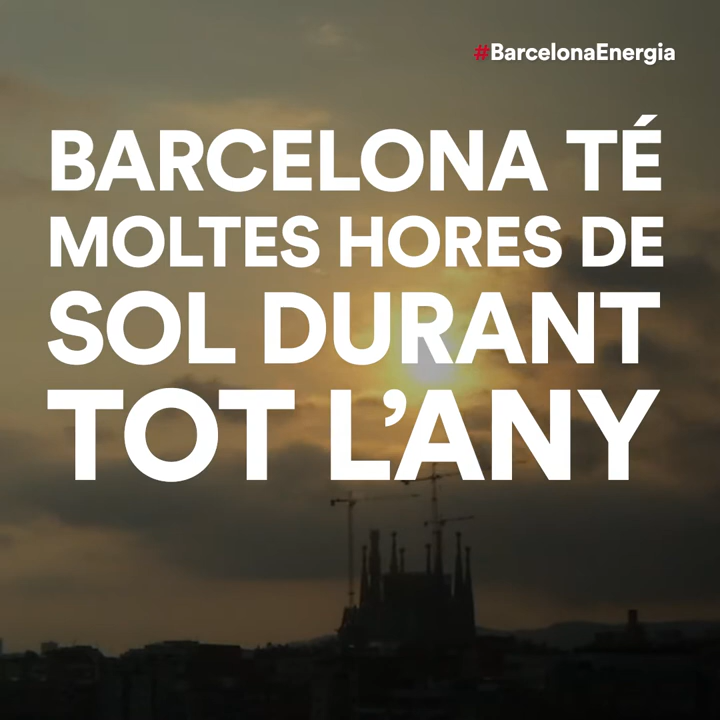 #BarcelonaEnergia
BARCELONA TÉ
MOLTES HORES DE
SOL DURANT
TOT L’ANY